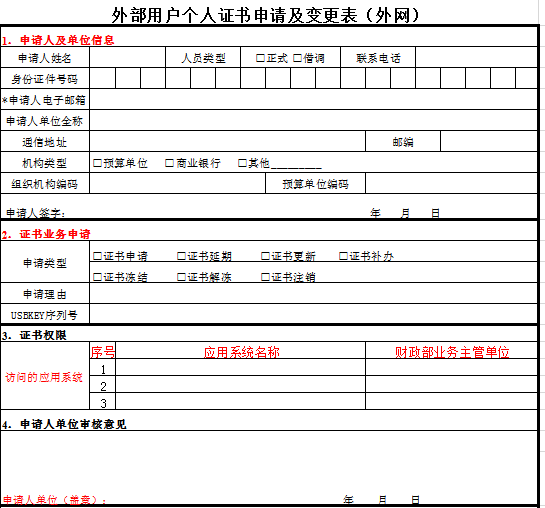 外部用户个人证书申请及变更表（外网）
1．申请人及单位信息
申请人姓名 人员类型 □正式 □借调 联系电话
身份证件号码
*申请人电子邮箱
申请人单位全称
通信地址 邮编
机构类型 □预算单位 □商业银行 □其他_________
组织机构编码 预算单位编码
申请人签字： 年 月 日
2．证书业务申请
申请类型 □证书申请 □证书延期 □证书更新 □证书补办
□证书冻结 □证书解冻 □证书注销
申请理由
USBKEY序列号
3．证书权限
访问的应用系统 序号 应用系统名称 财政部业务主管单位
1
2
3
4．申请人单位审核意见
申请人单位（盖章）： 年 月 日